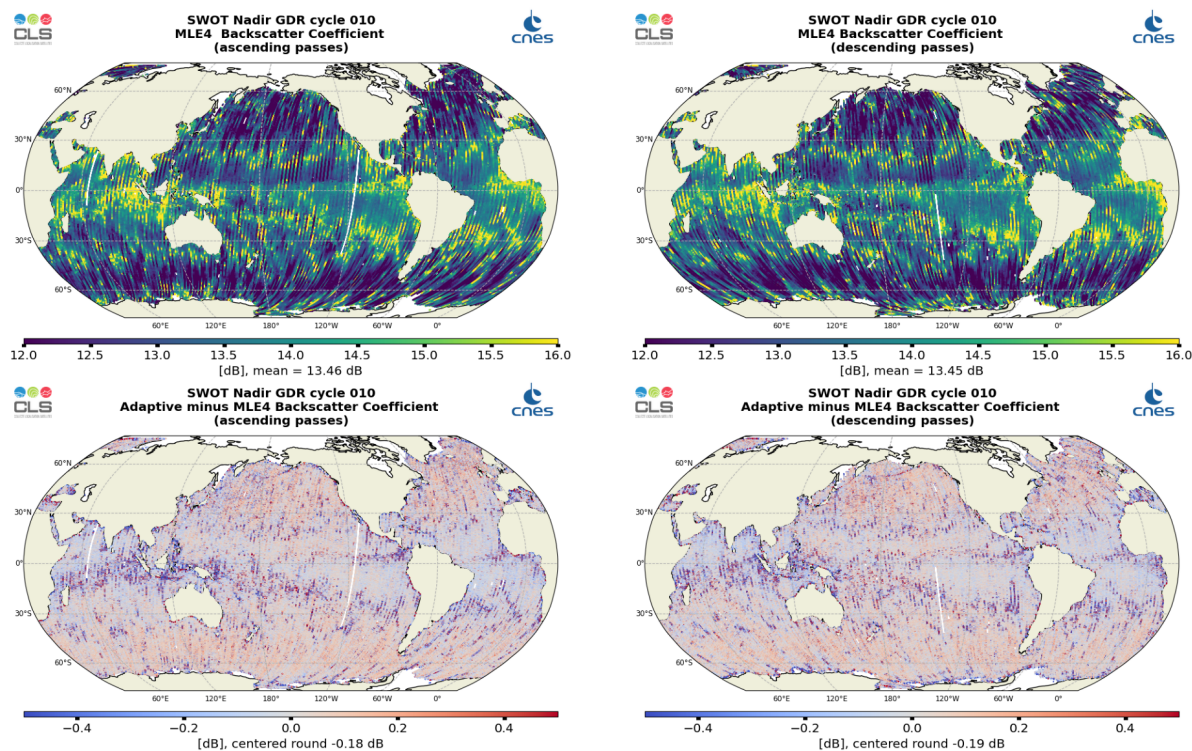 CLS
SWOT Nadir GDR cycle 010
MLE4  Backscatter Coefficient
(ascending passes)
cnes
60°N
30°N
0°
30°S
60°S
60°E 120°E 180° 120°W 60°W 0°
12.0 12.5 13.0 13.5 14.0 14.5 15.0 15.5 16.0
[dB], mean = 13.46 dB
CLS
SWOT Nadir GDR cycle 010
MLE4 Backscatter Coefficient
(descending passes)
cnes
60°N
30°N
0°
30°S
60°S
60°E 120°E 180° 120°W 60°W 0°
12.0 12.5 13.0 13.5 14.0 14.5 15.0 15.5 16.0
[dB], mean = 13.45 dB
CLS
SWOT Nadir GDR cycle 010
Adaptive minus MLE4 Backscatter Coefficient
(ascending passes)
cnes
60°N
30°N
0°
30°S
60°S
60°E 120°E 180° 120°W 60°W 0°
−0.4 −0.2 0.0 0.2 0.4
[dB], centered round -0.18 dB
CLS
SWOT Nadir GDR cycle 010
Adaptive minus MLE4 Backscatter Coefficient
(descending passes)
cnes
60°N
30°N
0°
30°S
60°S
60°E 120°E 180° 120°W 60°W 0°
−0.4 −0.2 0.0 0.2 0.4
[dB], centered round -0.19 dB